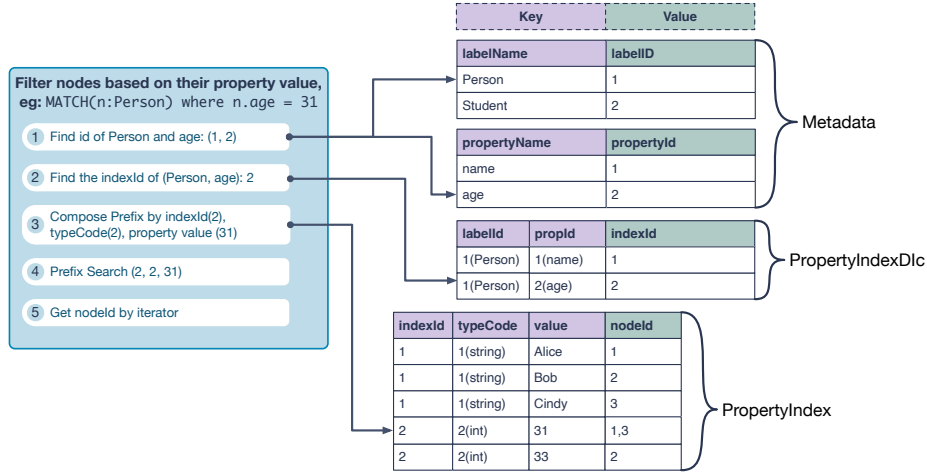 Key Value
labelName labelID
Person 1
Student 2
propertyName propertyId
name 1
age 2
Metadata
Filter nodes based on their property value,
eg: MATCH(n:Person) where n.age = 31
1 Find id of Person and age: (1, 2)
2 Find the indexId of (Person, age): 2
3 Compose Prefix by indexId(2),
typeCode(2), property value (31)
4 Prefix Search (2, 2, 31)
5 Get nodeId by iterator
labelId propId indexId
1(Person) 1(name) 1
1(Person) 2(age) 2
PropertyIndexDIc
indexId typeCode value nodeId
1 1(string) Alice 1
1 1(string) Bob 2
1 1(string) Cindy 3
2 2(int) 31 1,3
2 2(int) 33 2
PropertyIndex